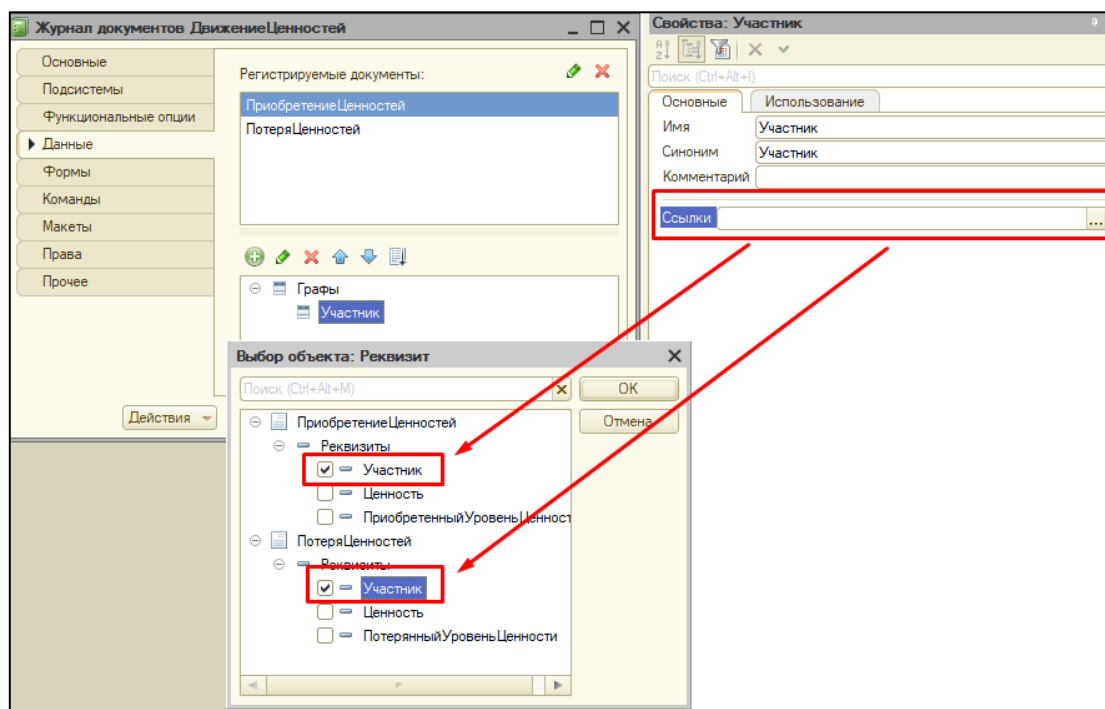 Журнал документов ДвижениеЦенностей
Основные
Подсистемы
Функциональные опции
Данные
Формы
Команды
Макеты
Права
Прочее
Действия
Регистрируемые документы:
ПриобретениеЦенностей
ПотеряЦенностей
Графы
Участник
Свойства: Участник
Поиск (Ctrl+Alt+I)
Основные Использование
Имя Участник
Синоним Участник
Комментарий
Ссылки ...
Выбор объекта: Реквизит
Поиск (Ctrl+Alt+M)
OK
Отмена
ПриобретениеЦенностей
Реквизиты
Участник
Ценность
ПриобретенныйУровеньЦенност
ПотеряЦенностей
Реквизиты
Участник
Ценность
ПотерянныйУровеньЦенности